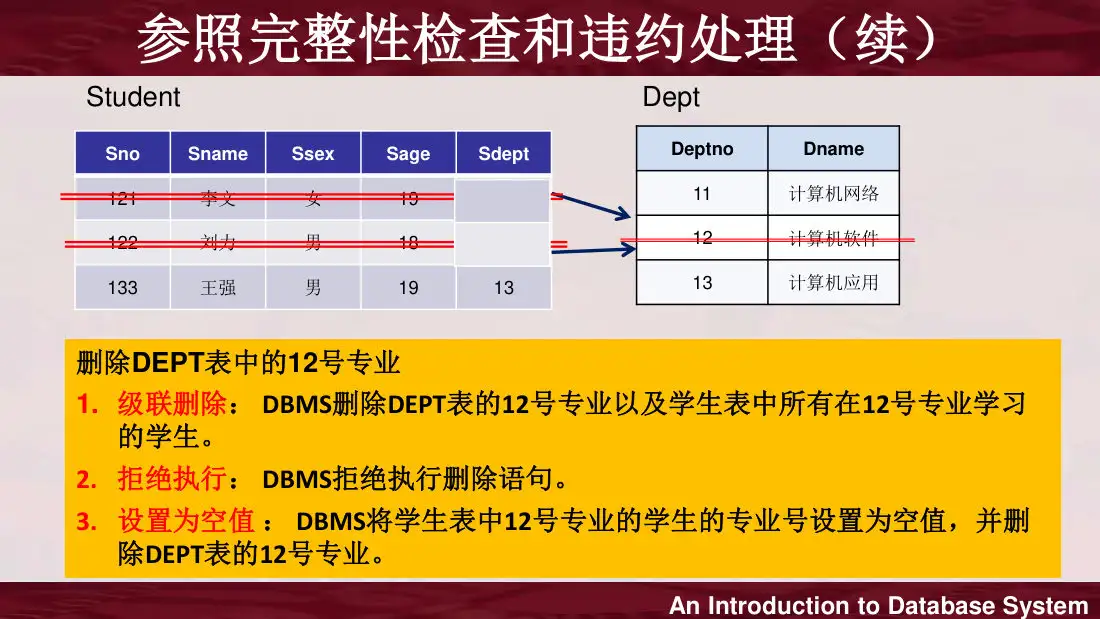 参照完整性检查和违约处理（续）
Student
Dept
Sno Sname Ssex Sage Sdept
121 李文 女 19
122 刘力 男 18
133 王强 男 19 13
Deptno Dname
11 计算机网络
12 计算机软件
13 计算机应用
删除DEPT表中的12号专业
1. 级联删除： DBMS删除DEPT表的12号专业以及学生表中所有在12号专业学习
的学生。
2. 拒绝执行： DBMS拒绝执行删除语句。
3. 设置为空值： DBMS将学生表中12号专业的学生的专业号设置为空值，并删
除DEPT表的12号专业。
An Introduction to Database System